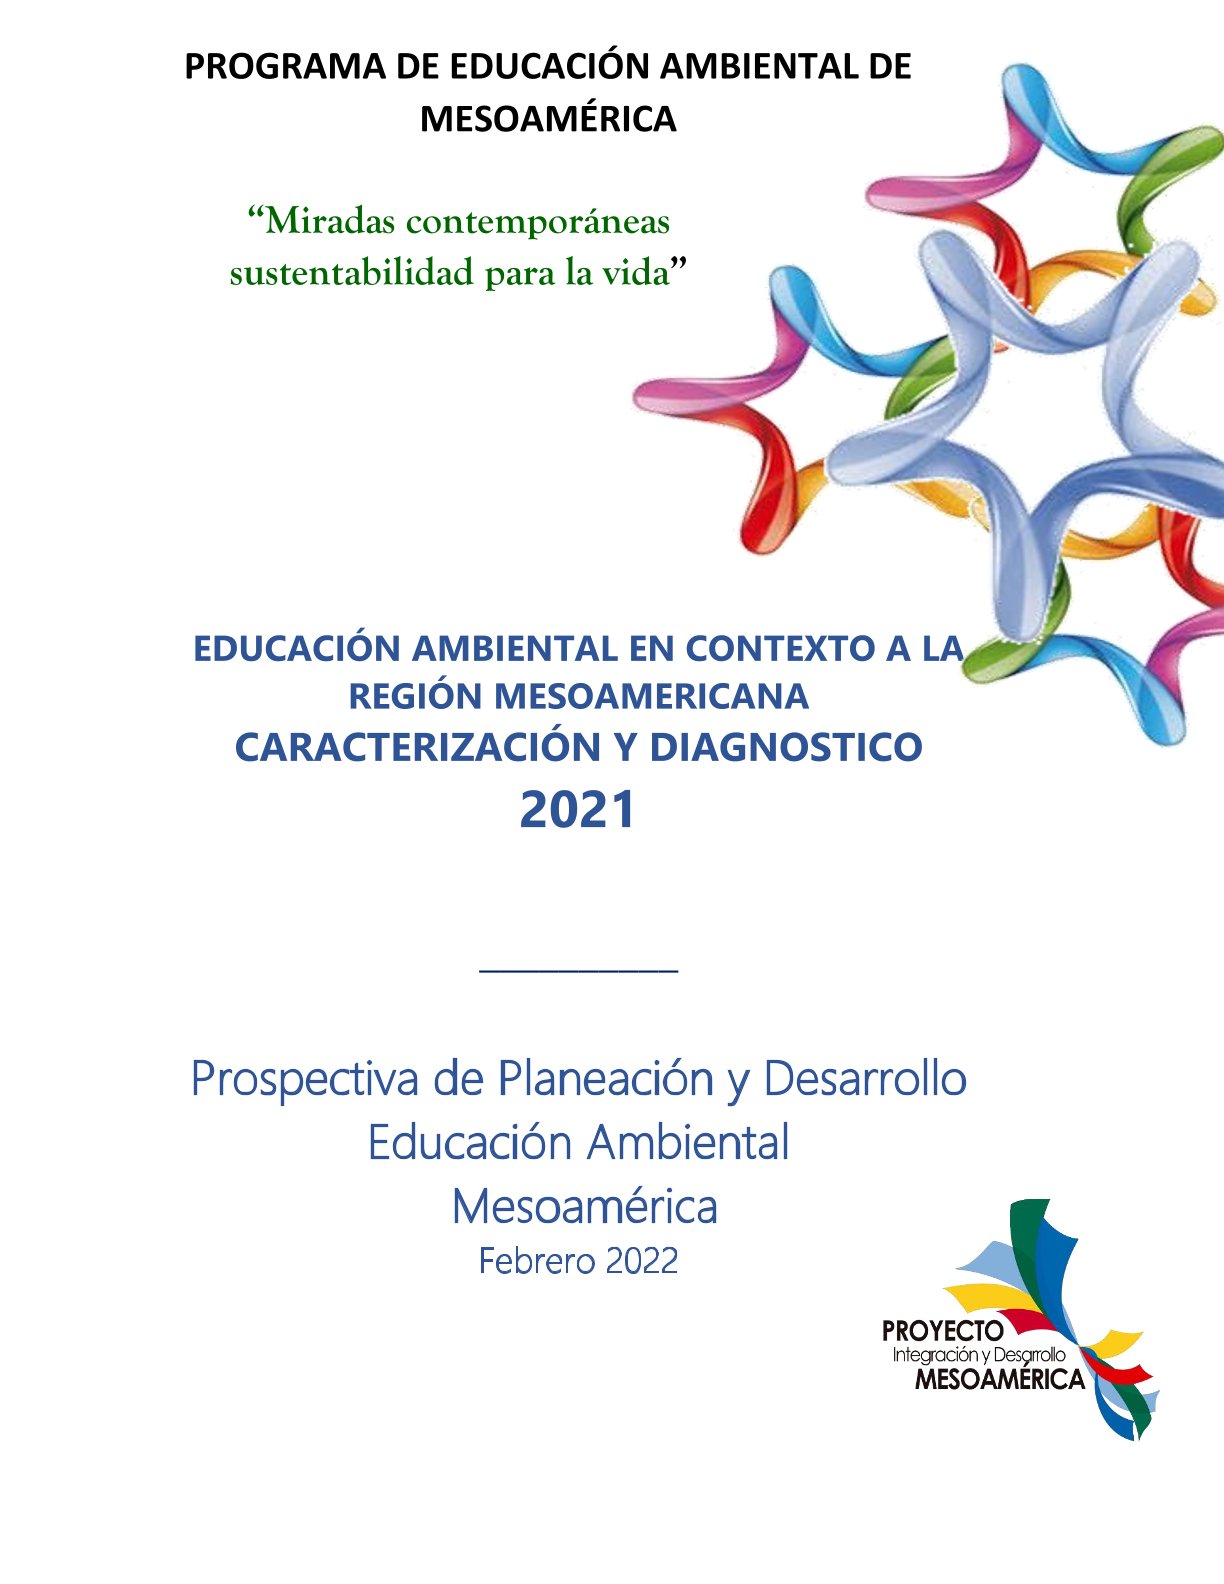 PROGRAMA DE EDUCACIÓN AMBIENTAL DE
MESOAMÉRICA
“Miradas contemporáneas
sustentabilidad para la vida”
EDUCACIÓN AMBIENTAL EN CONTEXTO A LA
REGIÓN MESOAMERICANA
CARACTERIZACIÓN Y DIAGNOSTICO
2021
__________
Prospectiva de Planeación y Desarrollo
Educación Ambiental
Mesoamérica
Febrero 2022
PROYECTO
Integración y Desarrollo
MESOAMÉRICA